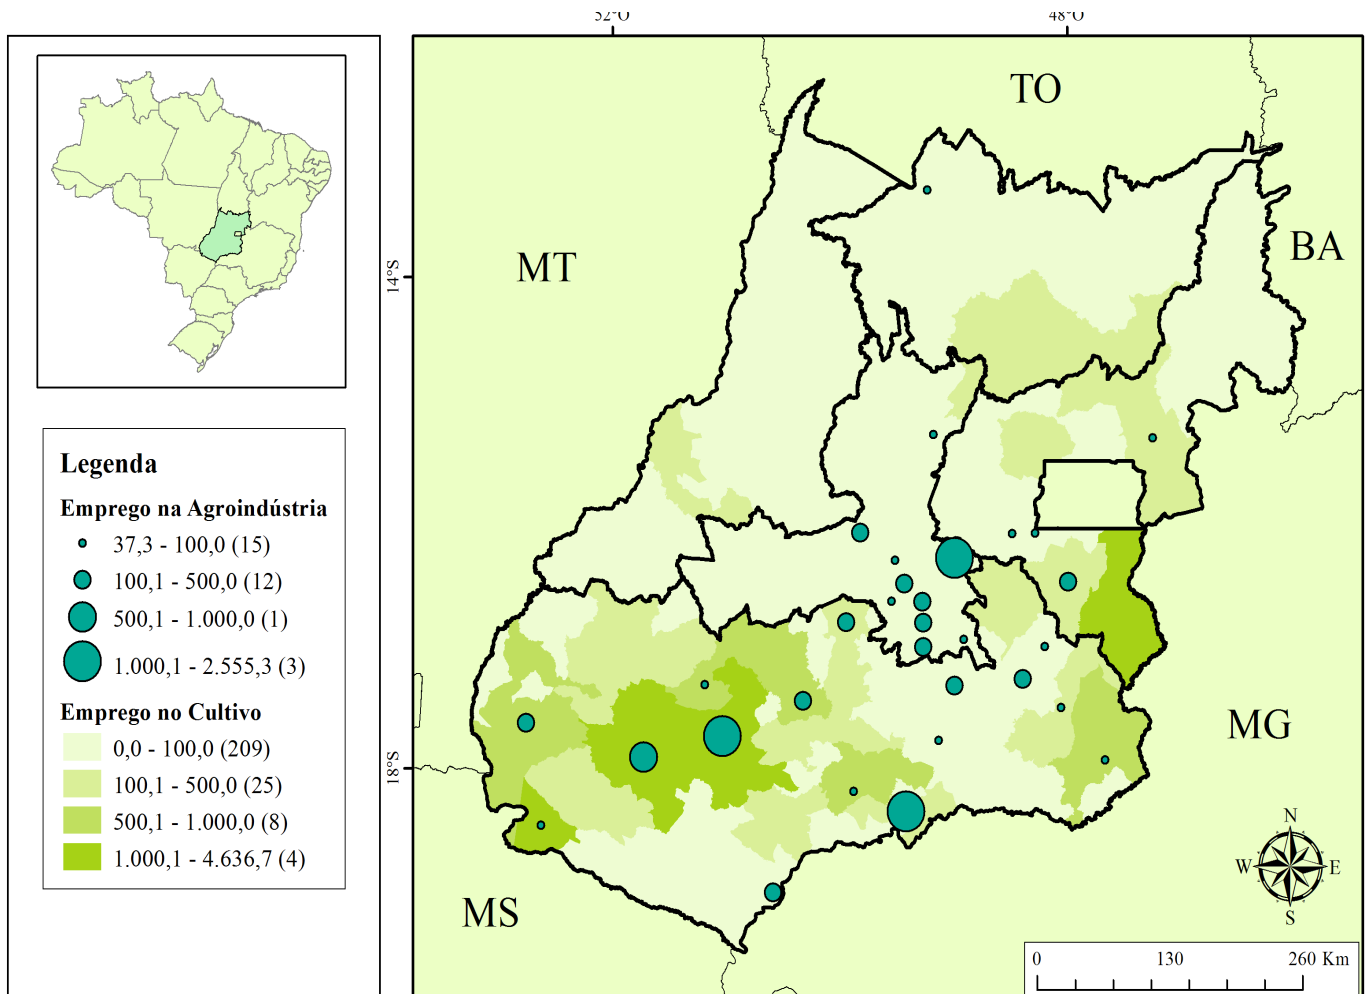 52°O
48°O
TO
BA
MT
14°S
18°S
MG
MS
Legenda
Emprego na Agroindústria
37,3 - 100,0 (15)
100,1 - 500,0 (12)
500,1 - 1.000,0 (1)
1.000,1 - 2.555,3 (3)
Emprego no Cultivo
0,0 - 100,0 (209)
100,1 - 500,0 (25)
500,1 - 1.000,0 (8)
1.000,1 - 4.636,7 (4)
N
W
E
S
0
130
260 Km